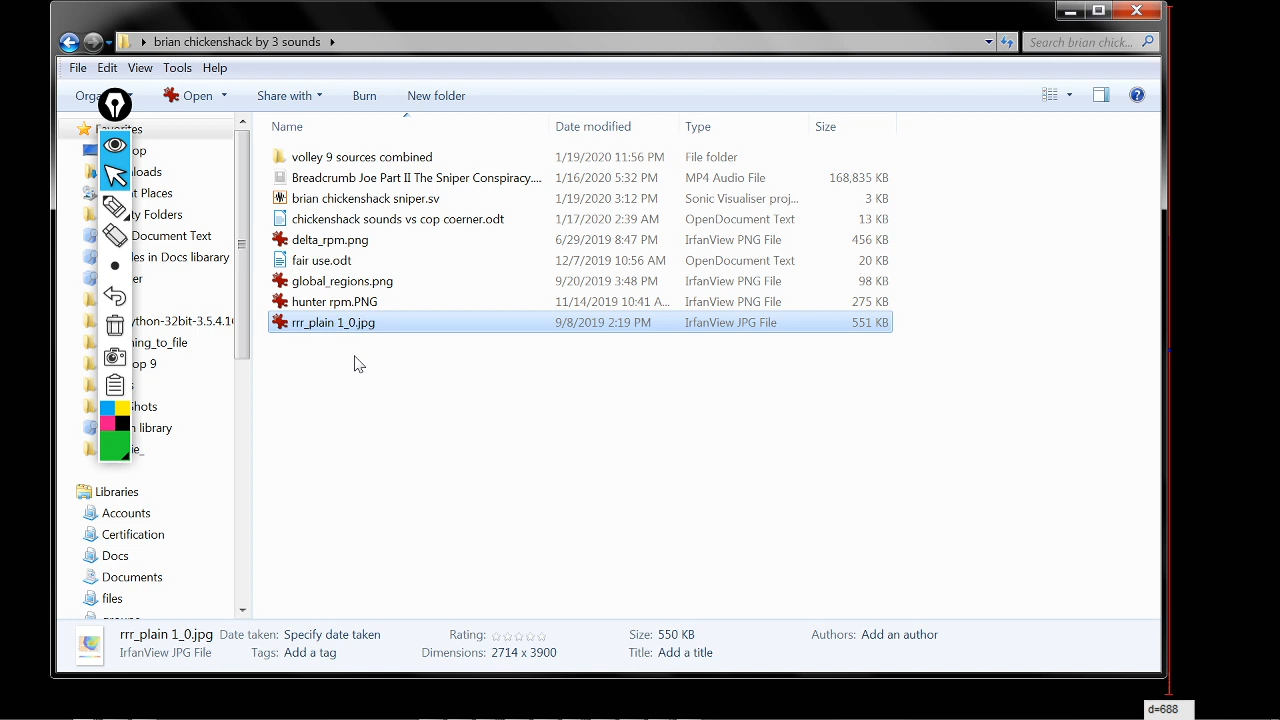 brian chickenshack by 3 sounds
Search brian chick...
File Edit View Tools Help
Open Share with Burn New folder
Favorites
Name Date modified Type Size
volley 9 sources combined 1/19/2020 11:56 PM File folder
Breadcrumb Joe Part II The Sniper Conspiracy.... 1/16/2020 5:32 PM MP4 Audio File 168,835 KB
brian chickenshack sniper.sv 1/19/2020 3:12 PM Sonic Visualiser proj... 3 KB
chickenshack sounds vs cop coerner.odt 1/17/2020 2:39 AM OpenDocument Text 13 KB
delta_rpm.png 6/29/2019 8:47 PM IrfanView PNG File 456 KB
fair use.odt 12/7/2019 10:56 AM OpenDocument Text 20 KB
global_regions.png 9/20/2019 3:48 PM IrfanView PNG File 98 KB
hunter rpm.PNG 11/14/2019 10:41 A... IrfanView PNG File 275 KB
rrr_plain 1_0.jpg 9/8/2019 2:19 PM IrfanView JPG File 551 KB
Places
Folders
Document Text
in Docs libarary
ython-32bit-3.5.4.1
to_file
op 9
library
Libraries
Accounts
Certification
Docs
Documents
files
rrr_plain 1_0.jpg Date taken: Specify date taken Rating: Size: 550 KB Authors: Add an author
IrfanView JPG File Tags: Add a tag Dimensions: 2714 x 3900 Title: Add a title
d=688